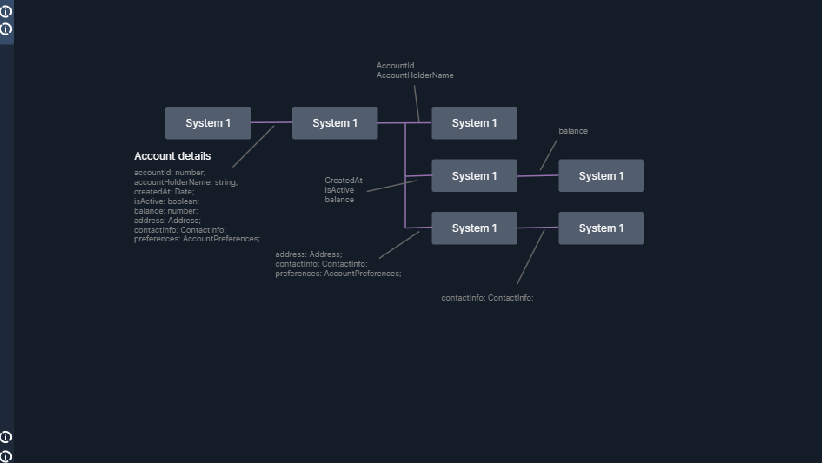 AccountId
AccountHolderName
System 1
System 1
System 1
balance
Account details
accountId: number;
accountHolderName: string;
createdAt: Date;
isActive: boolean;
balance: number;
address: Address;
contactInfo: ContactInfo;
preferences: AccountPreferences;
CreatedAt
isActive
balance
System 1
System 1
System 1
System 1
address: Address;
contactInfo: ContactInfo;
preferences: AccountPreferences;
contactInfo: ContactInfo;